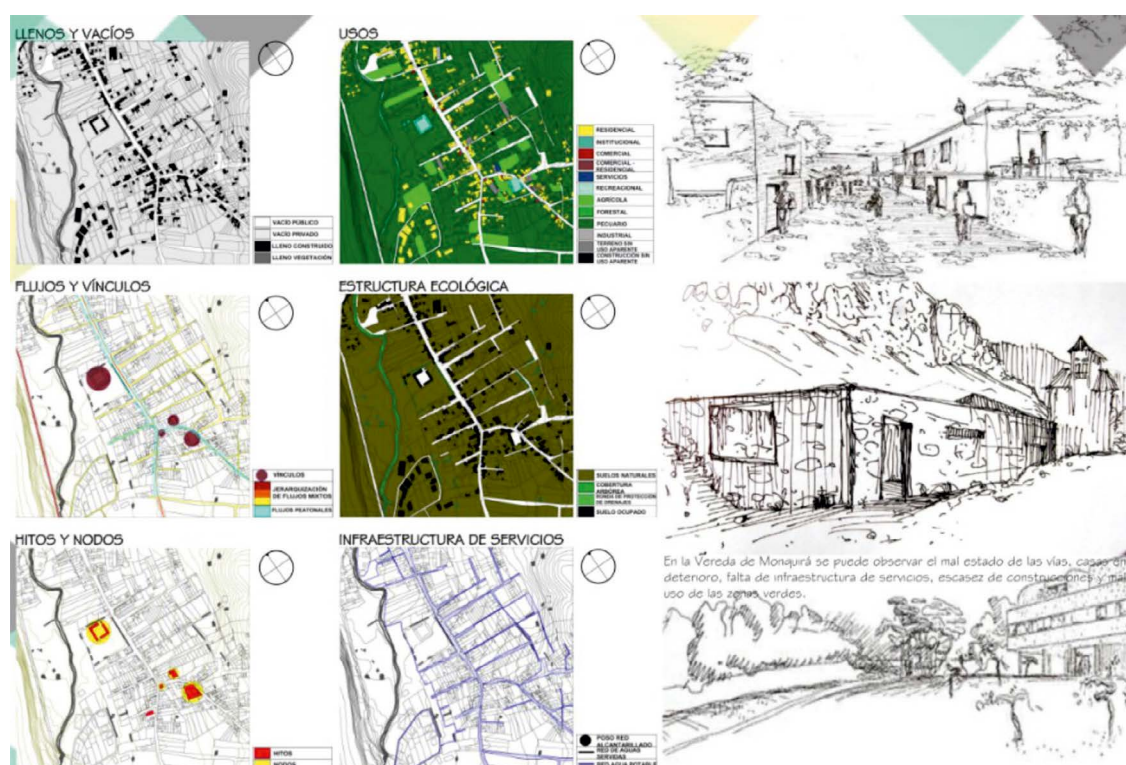 LLENOS Y VACÍOS
VACÍO PÚBLICO
VACÍO PRIVADO
LLENO CONSTRUIDO
LLENO VEGETACIÓN
USOS
RESIDENCIAL
INSTITUCIONAL
COMERCIAL
COMERCIAL -
RESIDENCIAL
SERVICIOS
RECREACIONAL
AGRÍCOLA
FORESTAL
PECUARIO
INDUSTRIAL
TERRENO SIN
USO APARENTE
CONSTRUCCIÓN SIN
USO APARENTE
FLUJOS Y VÍNCULOS
VÍNCULOS
JERARQUIZACIÓN
DE FLUJOS MIXTOS
FLUJOS PEATONALES
ESTRUCTURA ECOLÓGICA
SUELOS NATURALES
COBERTURA
ARBÓREA
RONDA DE PROTECCIÓN
DE DRENAJES
SUELO OCUPADO
HITOS Y NODOS
HITOS
NODOS
INFRAESTRUCTURA DE SERVICIOS
POSO RED
ALCANTARILLADO
RED DE AGUAS
SERVIDAS
RED AGUA POTABLE
En la Vereda de Monquirá se puede observar el mal estado de las vías, casas en
deterioro, falta de infraestructura de servicios, escasez de construcciones y mal
uso de las zonas verdes.